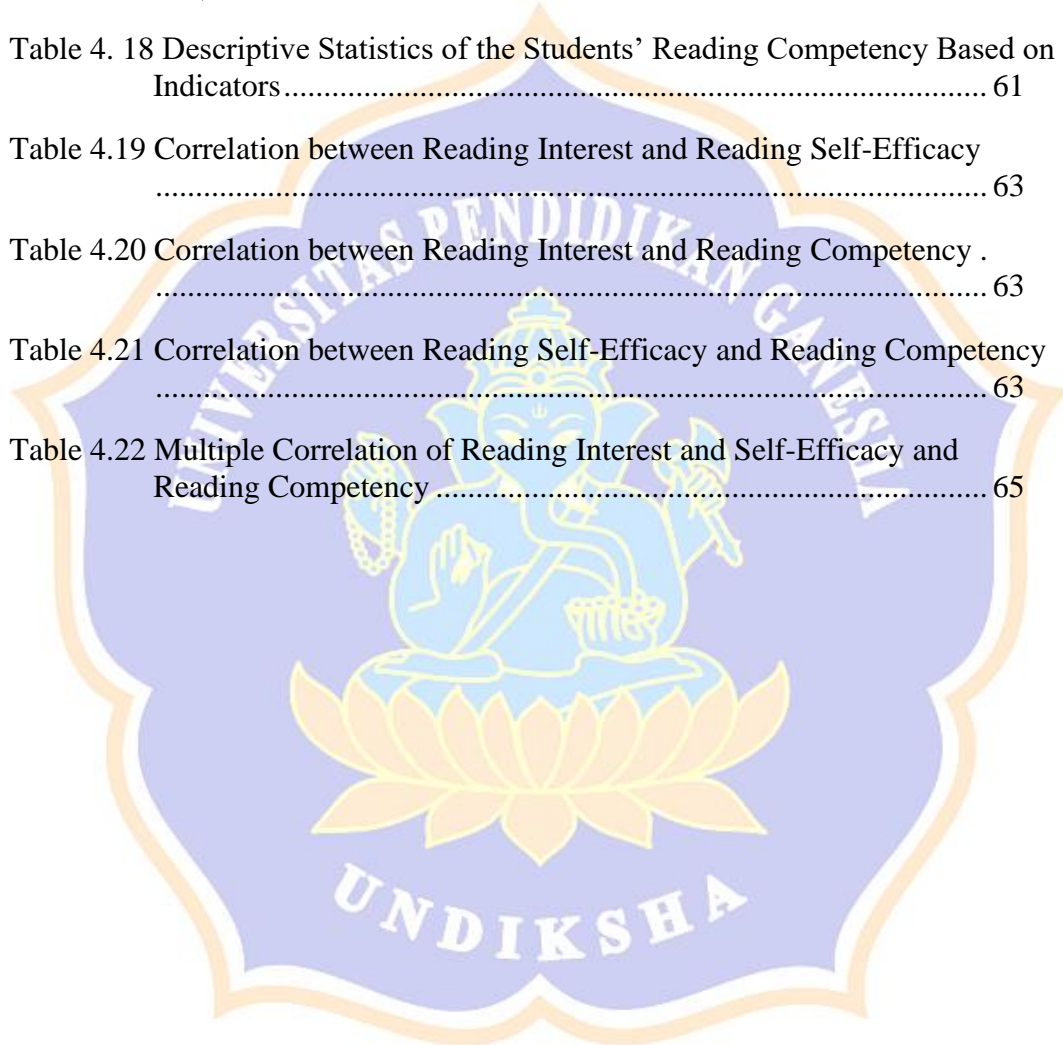 Table 4. 18 Descriptive Statistics of the Students’ Reading Competency Based on
Indicators....................................................................................... 61
Table 4.19 Correlation between Reading Interest and Reading Self-Efficacy
....................................................................................................... 63
Table 4.20 Correlation between Reading Interest and Reading Competency .
....................................................................................................... 63
Table 4.21 Correlation between Reading Self-Efficacy and Reading Competency
....................................................................................................... 63
Table 4.22 Multiple Correlation of Reading Interest and Self-Efficacy and
Reading Competency .................................................................... 65
UNIVERSITAS PENDIDIKAN GANESHA
UNDIKSHA